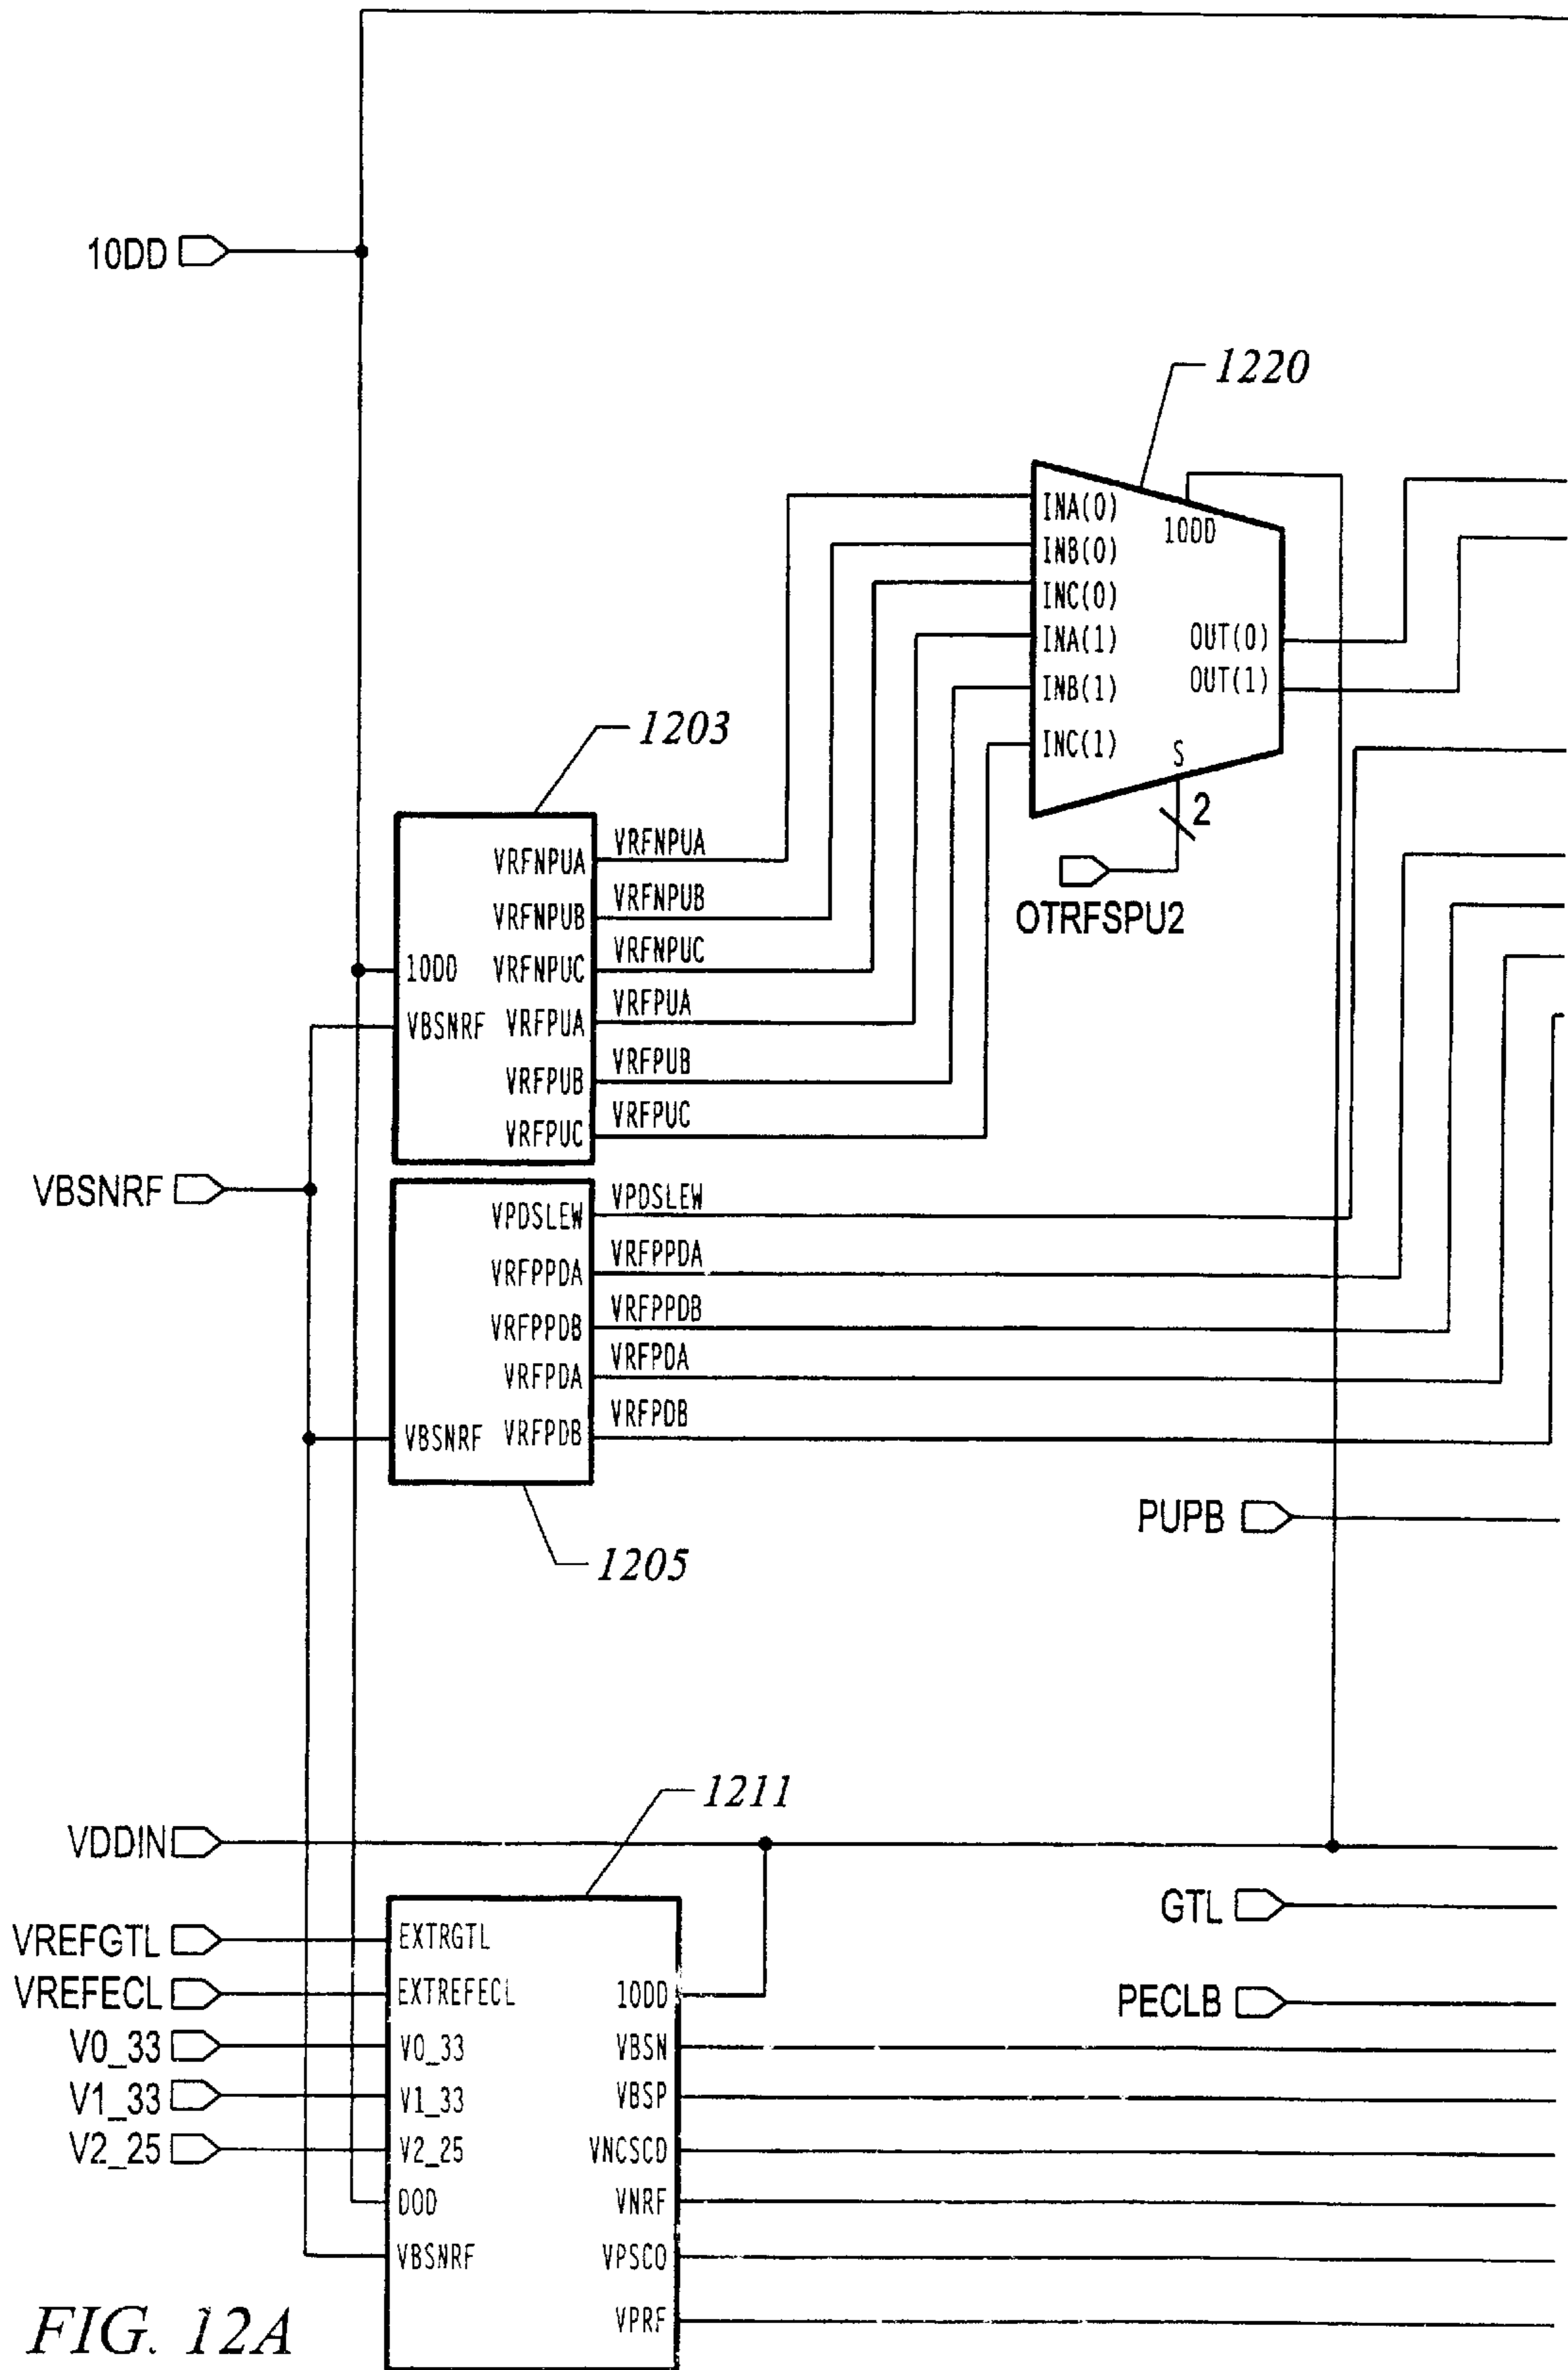 10DD
1220
INA(0)
10DD
INB(0)
INC(0)
INA(1)
OUT(0)
INB(1)
OUT(1)
INC(1)
S
2
OTRFSPU2
1203
VRFNPUA VRFNPUA
VRFNPUB VRFNPUB
10DD VRFNPUC VRFNPUC
VBSNRF VRFPUA VRFPUA
VRFPUB VRFPUB
VRFPUC VRFPUC
VBSNRF
VPDSLEW VPDSLEW
VRFPPDA VRFPPDA
VRFPPDB VRFPPDB
VRFPDA VRFPDA
VBSNRF VRFPDB VRFPDB
1205
PUPB
1211
VDDIN
GTL
VREFGTL EXTRGTL
VREFECL EXTREFECL 10DD
PECLB
V0_33 V0_33 VBSN
V1_33 V1_33 VBSP
V2_25 V2_25 VNCSCD
DOD VNRF
VBSNRF VPSCO
VPRF
FIG. 12A